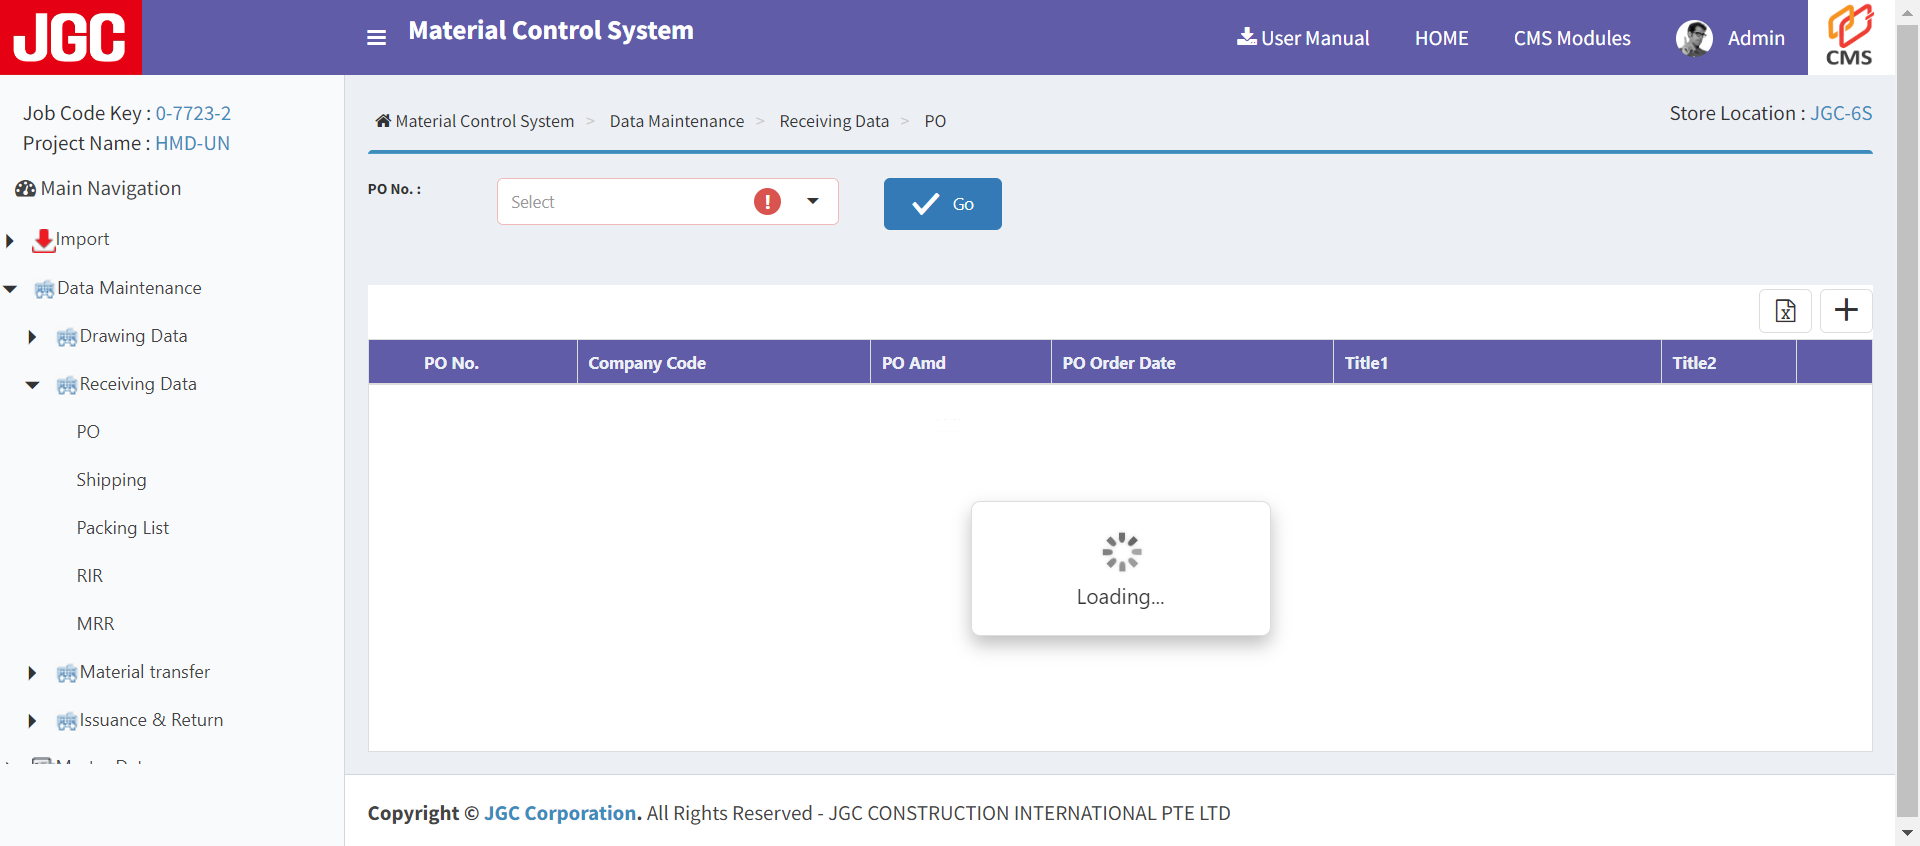 JGC
Material Control System
User Manual
HOME
CMS Modules
Admin
CMS
Job Code Key : 0-7723-2
Project Name : HMD-UN
Main Navigation
Import
Data Maintenance
Drawing Data
Receiving Data
PO
Shipping
Packing List
RIR
MRR
Material transfer
Issuance & Return
Material Control System > Data Maintenance > Receiving Data > PO
Store Location : JGC-6S
PO No. :
Select
Go
PO No.
Company Code
PO Amd
PO Order Date
Title1
Title2
Loading...
Copyright © JGC Corporation. All Rights Reserved - JGC CONSTRUCTION INTERNATIONAL PTE LTD